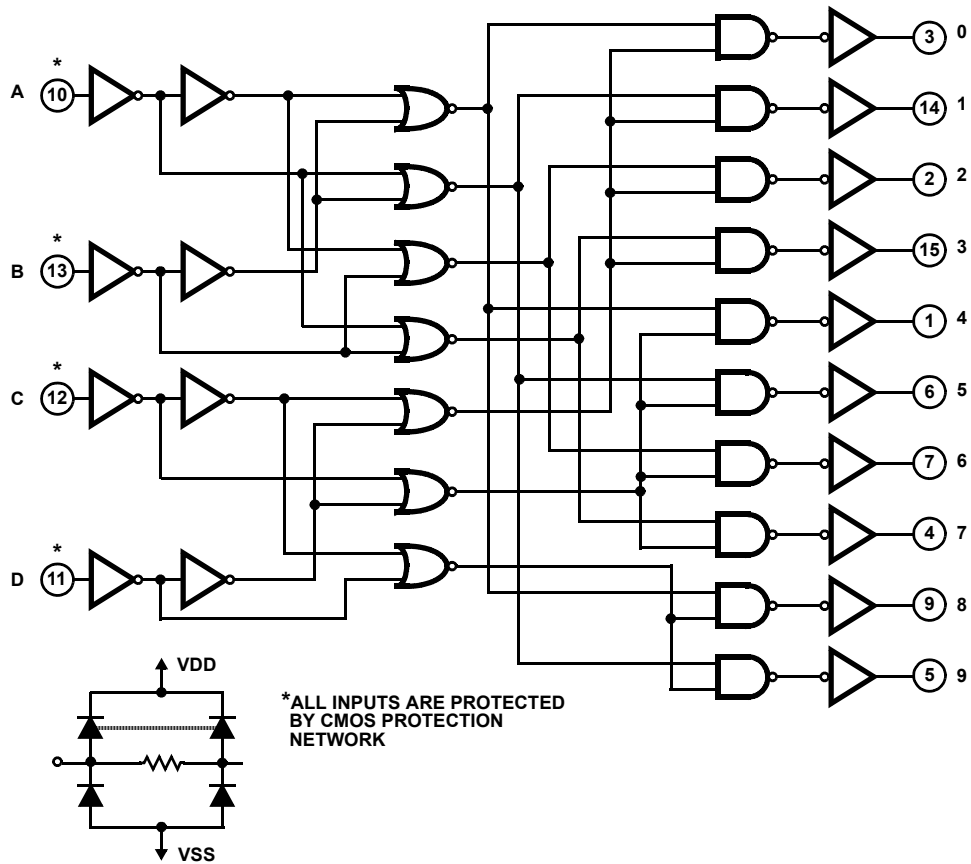 3 0
*
A 10
14 1
2 2
*
B 13
15 3
1 4
*
C 12
6 5
7 6
4 7
*
D 11
9 8
5 9
VDD
*ALL INPUTS ARE PROTECTED
BY CMOS PROTECTION
NETWORK
VSS